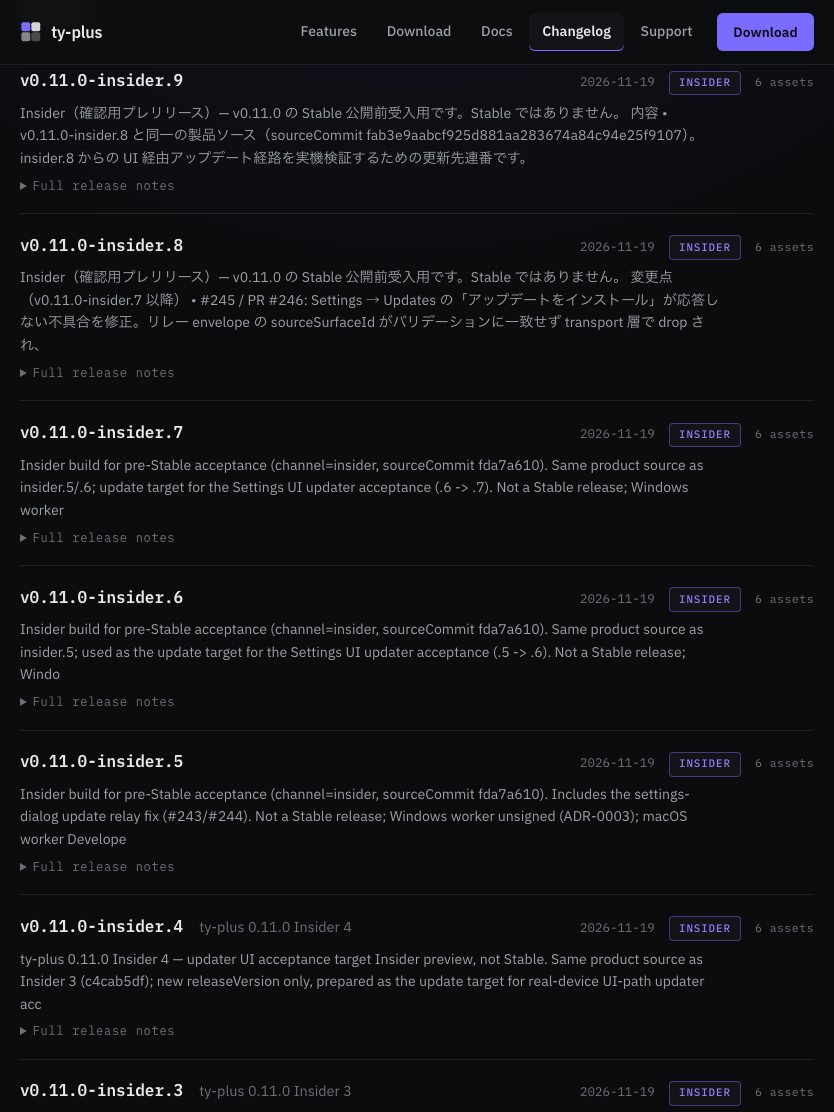 ty-plus
Features Download Docs Changelog Support Download
v0.11.0-insider.9 2026-11-19 INSIDER 6 assets
Insider（確認用プレリリース）— v0.11.0 の Stable 公開前受入用です。Stable ではありません。 内容 •
v0.11.0-insider.8 と同一の製品ソース（sourceCommit fab3e9aabcf925d881aa283674a84c94e25f9107）。
insider.8 からの UI 経由アップデート経路を実機検証するための更新先連番です。
▶ Full release notes
v0.11.0-insider.8 2026-11-19 INSIDER 6 assets
Insider（確認用プレリリース）— v0.11.0 の Stable 公開前受入用です。Stable ではありません。 変更点
（v0.11.0-insider.7 以降） • #245 / PR #246: Settings → Updates の「アップデートをインストール」が応答し
ない不具合を修正。リレー envelope の sourceSurfaceId がバリデーションに一致せず transport 層で drop さ
れ、
▶ Full release notes
v0.11.0-insider.7 2026-11-19 INSIDER 6 assets
Insider build for pre-Stable acceptance (channel=insider, sourceCommit fda7a610). Same product source as
insider.5/.6; update target for the Settings UI updater acceptance (.6 -> .7). Not a Stable release; Windows
worker
▶ Full release notes
v0.11.0-insider.6 2026-11-19 INSIDER 6 assets
Insider build for pre-Stable acceptance (channel=insider, sourceCommit fda7a610). Same product source as
insider.5; used as the update target for the Settings UI updater acceptance (.5 -> .6). Not a Stable release;
Windo
▶ Full release notes
v0.11.0-insider.5 2026-11-19 INSIDER 6 assets
Insider build for pre-Stable acceptance (channel=insider, sourceCommit fda7a610). Includes the settings-
dialog update relay fix (#243/#244). Not a Stable release; Windows worker unsigned (ADR-0003); macOS
worker Develope
▶ Full release notes
v0.11.0-insider.4 ty-plus 0.11.0 Insider 4 2026-11-19 INSIDER 6 assets
ty-plus 0.11.0 Insider 4 — updater UI acceptance target Insider preview, not Stable. Same product source as
Insider 3 (c4cab5df); new releaseVersion only, prepared as the update target for real-device UI-path updater
acc
▶ Full release notes
v0.11.0-insider.3 ty-plus 0.11.0 Insider 3 2026-11-19 INSIDER 6 assets